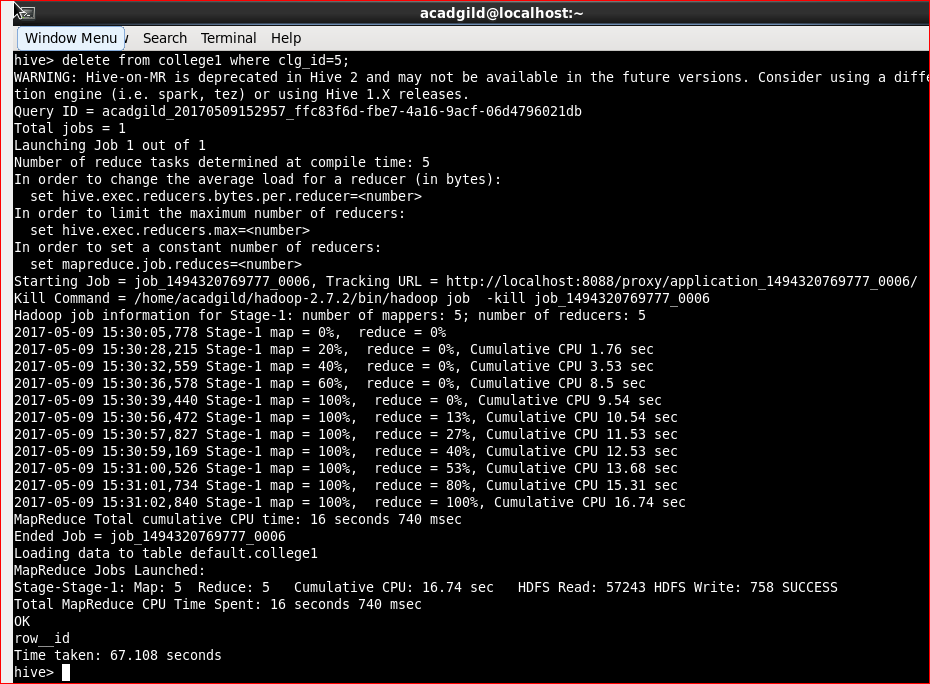 acadgild@localhost:~
Window Menu Search Terminal Help
hive> delete from college1 where clg_id=5;
WARNING: Hive-on-MR is deprecated in Hive 2 and may not be available in the future versions. Consider using a diffe
tion engine (i.e. spark, tez) or using Hive 1.X releases.
Query ID = acadgild_20170509152957_ffc83f6d-fbe7-4a16-9acf-06d4796021db
Total jobs = 1
Launching Job 1 out of 1
Number of reduce tasks determined at compile time: 5
In order to change the average load for a reducer (in bytes):
  set hive.exec.reducers.bytes.per.reducer=<number>
In order to limit the maximum number of reducers:
  set hive.exec.reducers.max=<number>
In order to set a constant number of reducers:
  set mapreduce.job.reduces=<number>
Starting Job = job_1494320769777_0006, Tracking URL = http://localhost:8088/proxy/application_1494320769777_0006/
Kill Command = /home/acadgild/hadoop-2.7.2/bin/hadoop job  -kill job_1494320769777_0006
Hadoop job information for Stage-1: number of mappers: 5; number of reducers: 5
2017-05-09 15:30:05,778 Stage-1 map = 0%,  reduce = 0%
2017-05-09 15:30:28,215 Stage-1 map = 20%,  reduce = 0%, Cumulative CPU 1.76 sec
2017-05-09 15:30:32,559 Stage-1 map = 40%,  reduce = 0%, Cumulative CPU 3.53 sec
2017-05-09 15:30:36,578 Stage-1 map = 60%,  reduce = 0%, Cumulative CPU 8.5 sec
2017-05-09 15:30:39,440 Stage-1 map = 100%,  reduce = 0%, Cumulative CPU 9.54 sec
2017-05-09 15:30:56,472 Stage-1 map = 100%,  reduce = 13%, Cumulative CPU 10.54 sec
2017-05-09 15:30:57,827 Stage-1 map = 100%,  reduce = 27%, Cumulative CPU 11.53 sec
2017-05-09 15:30:59,169 Stage-1 map = 100%,  reduce = 40%, Cumulative CPU 12.53 sec
2017-05-09 15:31:00,526 Stage-1 map = 100%,  reduce = 53%, Cumulative CPU 13.68 sec
2017-05-09 15:31:01,734 Stage-1 map = 100%,  reduce = 80%, Cumulative CPU 15.31 sec
2017-05-09 15:31:02,840 Stage-1 map = 100%,  reduce = 100%, Cumulative CPU 16.74 sec
MapReduce Total cumulative CPU time: 16 seconds 740 msec
Ended Job = job_1494320769777_0006
Loading data to table default.college1
MapReduce Jobs Launched:
Stage-Stage-1: Map: 5  Reduce: 5   Cumulative CPU: 16.74 sec   HDFS Read: 57243 HDFS Write: 758 SUCCESS
Total MapReduce CPU Time Spent: 16 seconds 740 msec
OK
row__id
Time taken: 67.108 seconds
hive>